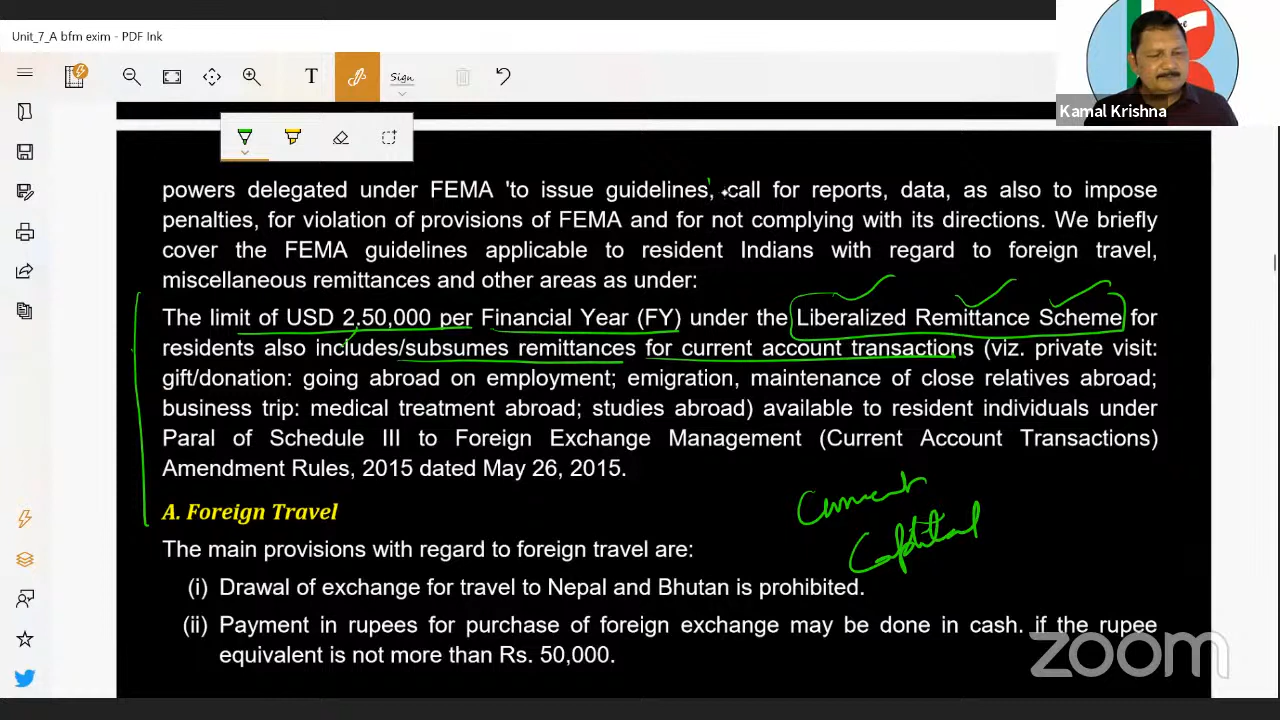 Unit_7_A bfm exim - PDF Ink
T
Sign
Kamal Krishna
powers delegated under FEMA 'to issue guidelines', call for reports, data, as also to impose
penalties, for violation of provisions of FEMA and for not complying with its directions. We briefly
cover the FEMA guidelines applicable to resident Indians with regard to foreign travel,
miscellaneous remittances and other areas as under:
The limit of USD 2,50,000 per Financial Year (FY) under the Liberalized Remittance Scheme for
residents also includes/subsumes remittances for current account transactions (viz. private visit:
gift/donation: going abroad on employment; emigration, maintenance of close relatives abroad;
business trip: medical treatment abroad; studies abroad) available to resident individuals under
Paral of Schedule III to Foreign Exchange Management (Current Account Transactions)
Amendment Rules, 2015 dated May 26, 2015.
Current
Capital
A. Foreign Travel
The main provisions with regard to foreign travel are:
(i) Drawal of exchange for travel to Nepal and Bhutan is prohibited.
(ii) Payment in rupees for purchase of foreign exchange may be done in cash. if the rupee
equivalent is not more than Rs. 50,000.
zoom